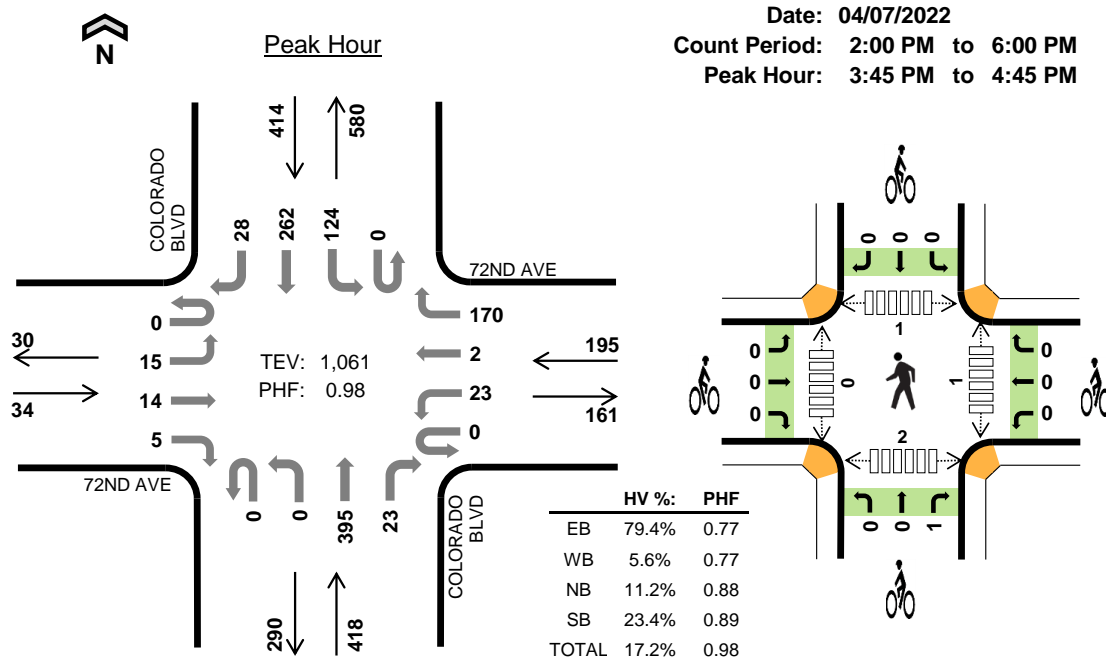 Date: 04/07/2022
Count Period: 2:00 PM to 6:00 PM
Peak Hour: 3:45 PM to 4:45 PM
N
Peak Hour
414
580
COLORADO
BLVD
28
262
124
0
72ND AVE
0
15
14
5
30
34
TEV: 1,061
PHF: 0.98
170
2
23
0
195
161
72ND AVE
0
0
395
23
COLORADO
BLVD
290
418
0 0 0
1
0
0
0
0
1
0
0
0
2
0 0 1
HV %: PHF
EB 79.4% 0.77
WB 5.6% 0.77
NB 11.2% 0.88
SB 23.4% 0.89
TOTAL 17.2% 0.98